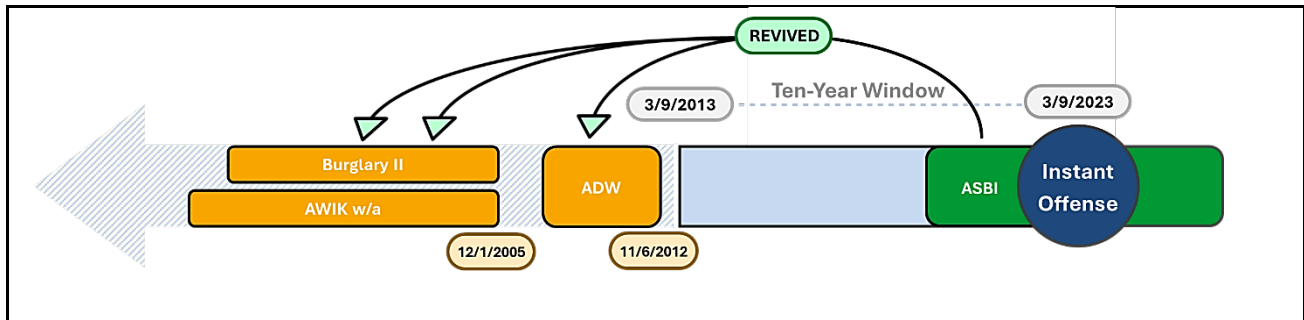 REVIVED
Ten-Year Window
3/9/2013
3/9/2023
Burglary II
AWIK w/a
ADW
ASBI
Instant
Offense
12/1/2005
11/6/2012